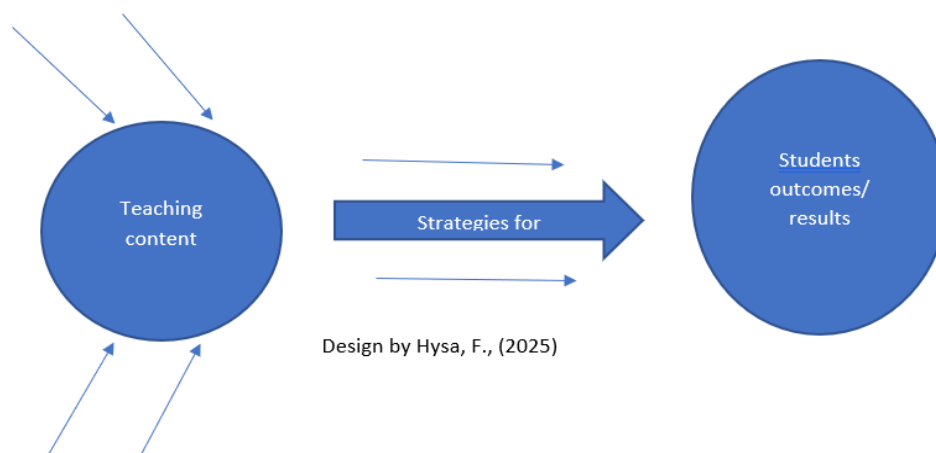 Teaching
content
Strategies for
Students
outcomes/
results
Design by Hysa, F., (2025)